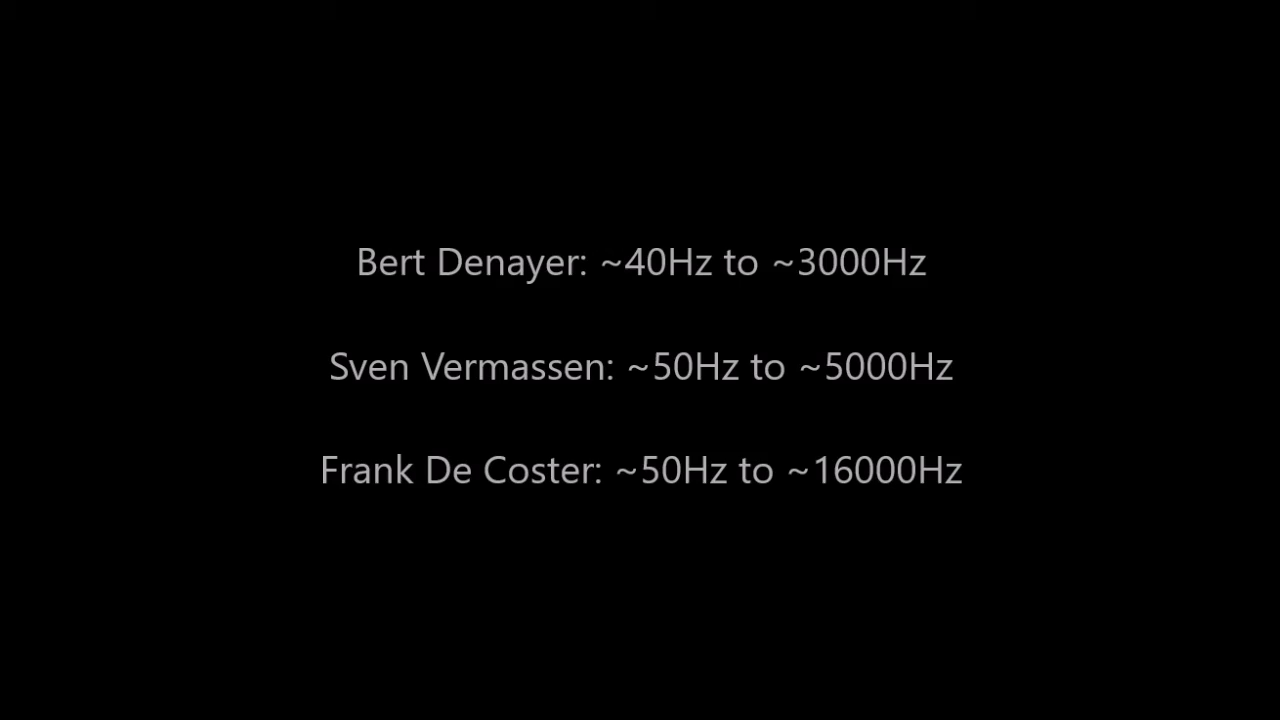 Bert Denayer: ~40Hz to ~3000Hz
Sven Vermassen: ~50Hz to ~5000Hz
Frank De Coster: ~50Hz to ~16000Hz